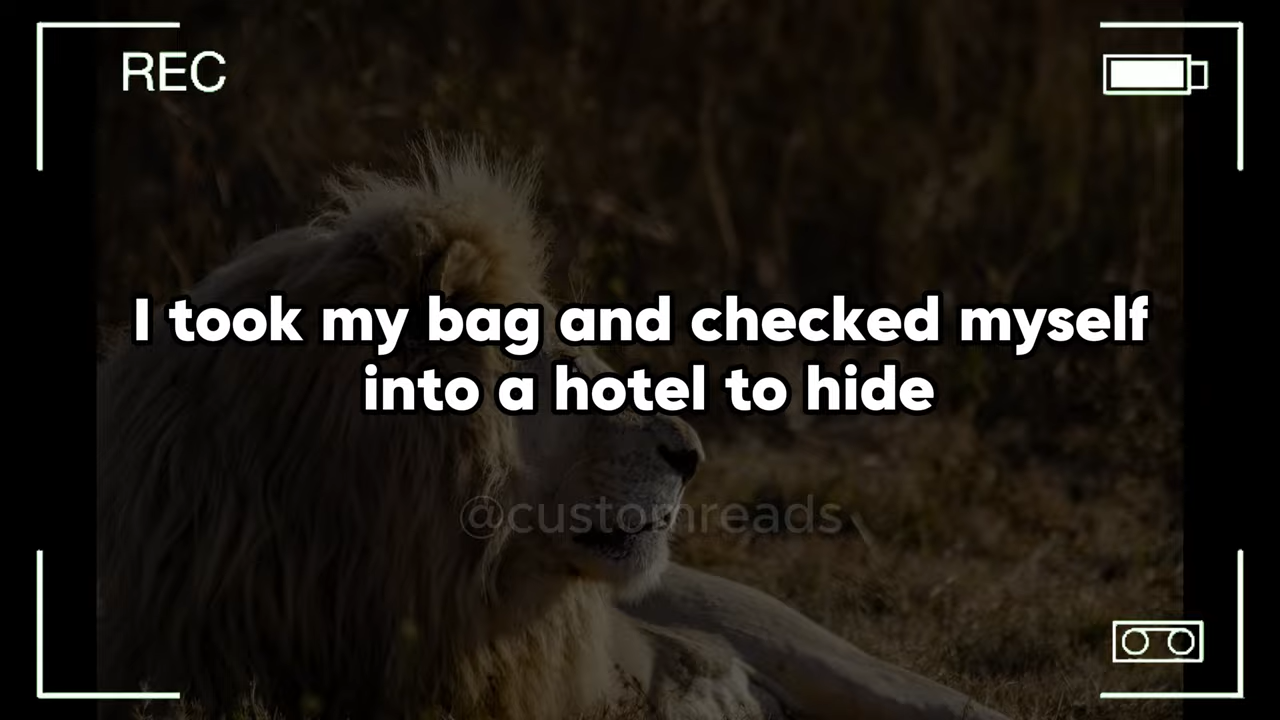 REC
I took my bag and checked myself
into a hotel to hide
@customreads